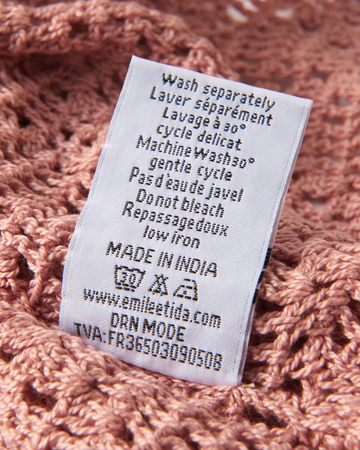 Wash separately
Laver séparément
Lavage à 30°
cycle délicat
Machine Wash 30°
gentle cycle
Pas d'eau de javel
Do not bleach
Repassage doux
low iron
MADE IN INDIA
30
www.emileetida.com
DRN MODE
TVA: FR36503090508